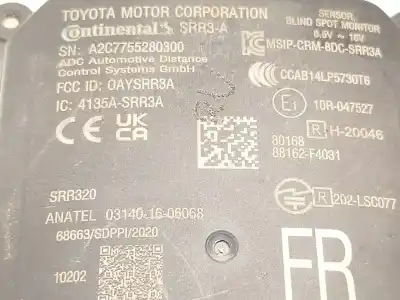 TOYOTA MOTOR CORPORATION
Continental SRR3-A
SN: A2C7755280300
ADC Automotive Distance
Control Systems GmbH
FCC ID: OAYSRR3A
IC: 4135A-SRR3A
CE UK CA
SRR320
ANATEL 03140-16-06068
68663/SDPPI/2020
10202
SENSOR,
BLIND SPOT MONITOR
8.5V ~ 16V
MSIP-CRM-8DC-SRR3A
CCAB14LP5730T6
E1 10R-047527
R H-20046
80168
88162-F4031
R 202-LSC077
FR